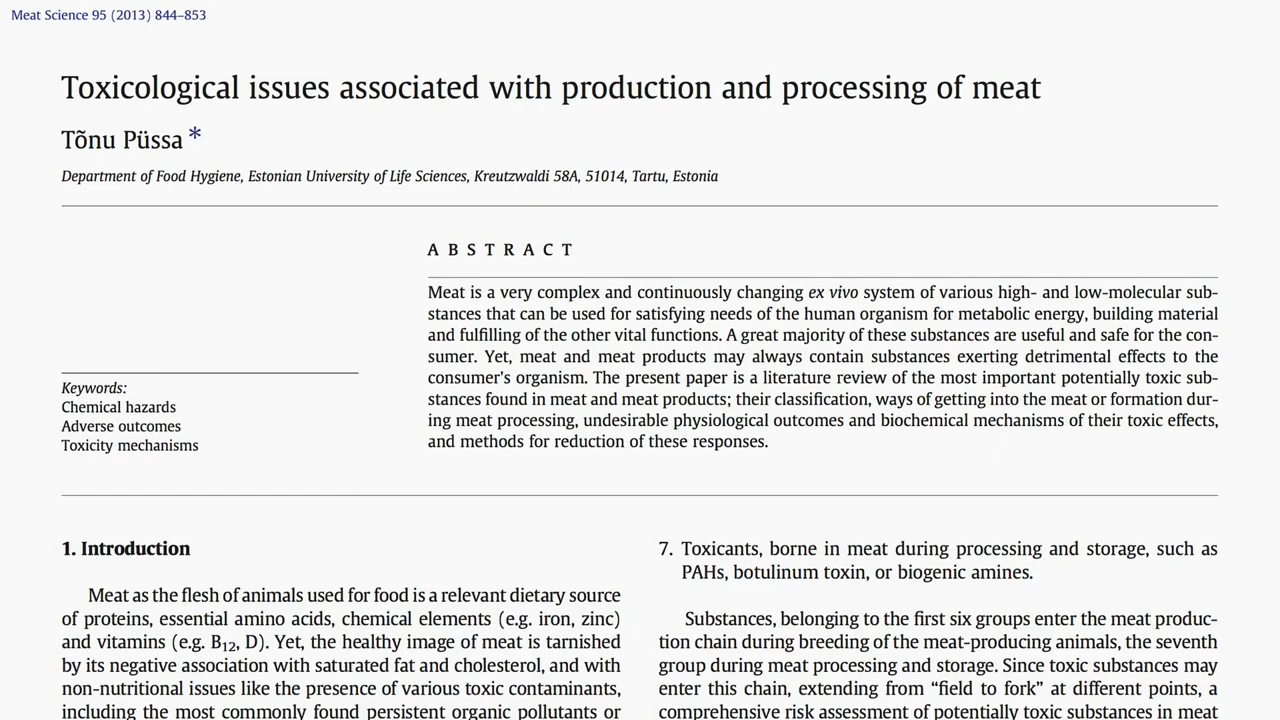 Meat Science 95 (2013) 844–853
Toxicological issues associated with production and processing of meat
Tõnu Püssa *
Department of Food Hygiene, Estonian University of Life Sciences, Kreutzwaldi 58A, 51014, Tartu, Estonia
A B S T R A C T
Meat is a very complex and continuously changing ex vivo system of various high- and low-molecular sub-
stances that can be used for satisfying needs of the human organism for metabolic energy, building material
and fulfilling of the other vital functions. A great majority of these substances are useful and safe for the con-
sumer. Yet, meat and meat products may always contain substances exerting detrimental effects to the
consumer's organism. The present paper is a literature review of the most important potentially toxic sub-
stances found in meat and meat products; their classification, ways of getting into the meat or formation dur-
ing meat processing, undesirable physiological outcomes and biochemical mechanisms of their toxic effects,
and methods for reduction of these responses.
Keywords:
Chemical hazards
Adverse outcomes
Toxicity mechanisms
1. Introduction
Meat as the flesh of animals used for food is a relevant dietary source
of proteins, essential amino acids, chemical elements (e.g. iron, zinc)
and vitamins (e.g. B12, D). Yet, the healthy image of meat is tarnished
by its negative association with saturated fat and cholesterol, and with
non-nutritional issues like the presence of various toxic contaminants,
including the most commonly found persistent organic pollutants or
7. Toxicants, borne in meat during processing and storage, such as
PAHs, botulinum toxin, or biogenic amines.
Substances, belonging to the first six groups enter the meat produc-
tion chain during breeding of the meat-producing animals, the seventh
group during meat processing and storage. Since toxic substances may
enter this chain, extending from “field to fork” at different points, a
comprehensive risk assessment of potentially toxic substances in meat